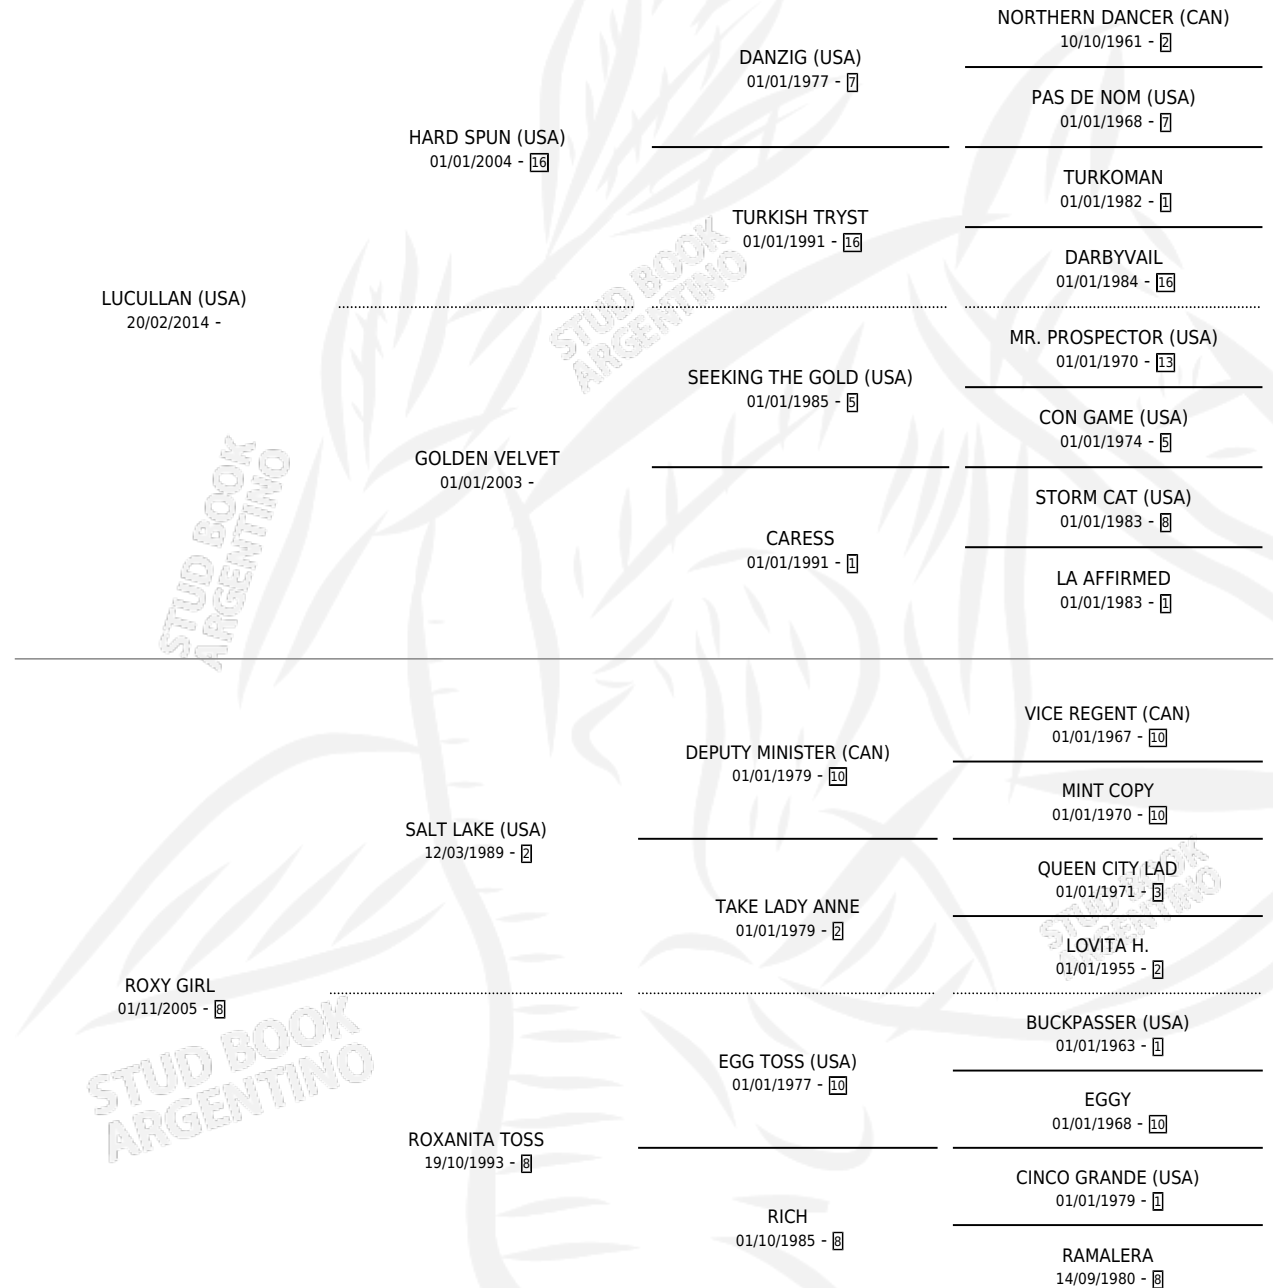 NORTHERN DANCER (CAN)
10/10/1961 - 2
DANZIG (USA)
01/01/1977 - 7
PAS DE NOM (USA)
01/01/1968 - 7
HARD SPUN (USA)
01/01/2004 - 16
TURKOMAN
01/01/1982 - 1
TURKISH TRYST
01/01/1991 - 16
DARBYVAIL
01/01/1984 - 16
LUCULLAN (USA)
20/02/2014 -
MR. PROSPECTOR (USA)
01/01/1970 - 13
SEEKING THE GOLD (USA)
01/01/1985 - 5
CON GAME (USA)
01/01/1974 - 5
GOLDEN VELVET
01/01/2003 -
STORM CAT (USA)
01/01/1983 - 8
CARESS
01/01/1991 - 1
LA AFFIRMED
01/01/1983 - 1
VICE REGENT (CAN)
01/01/1967 - 10
DEPUTY MINISTER (CAN)
01/01/1979 - 10
MINT COPY
01/01/1970 - 10
SALT LAKE (USA)
12/03/1989 - 2
QUEEN CITY LAD
01/01/1971 - 3
TAKE LADY ANNE
01/01/1979 - 2
LOVITA H.
01/01/1955 - 2
ROXY GIRL
01/11/2005 - 8
BUCKPASSER (USA)
01/01/1963 - 1
EGG TOSS (USA)
01/01/1977 - 10
EGGY
01/01/1968 - 10
ROXANITA TOSS
19/10/1993 - 8
CINCO GRANDE (USA)
01/01/1979 - 1
RICH
01/10/1985 - 8
RAMALERA
14/09/1980 - 8
STUD BOOK
ARGENTINO
STUD BOOK
ARGENTINO
STUD BOOK
ARGENTINO
STUD BOOK
ARGENTINO